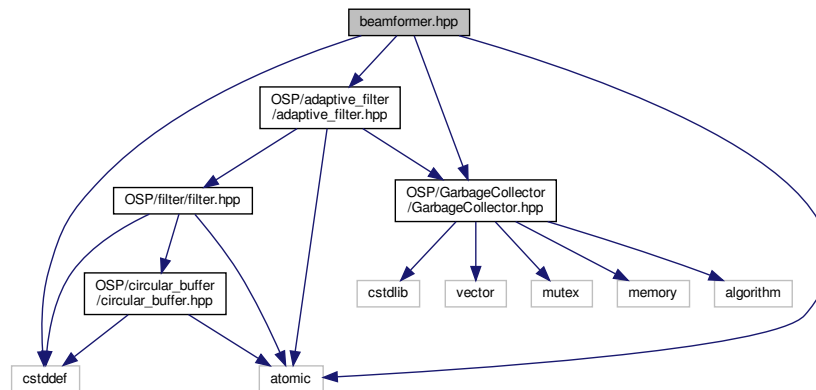 beamformer.hpp
OSP/adaptive_filter
/adaptive_filter.hpp
OSP/filter/filter.hpp
OSP/GarbageCollector
/GarbageCollector.hpp
OSP/circular_buffer
/circular_buffer.hpp
cstdlib
vector
mutex
memory
algorithm
cstddef
atomic